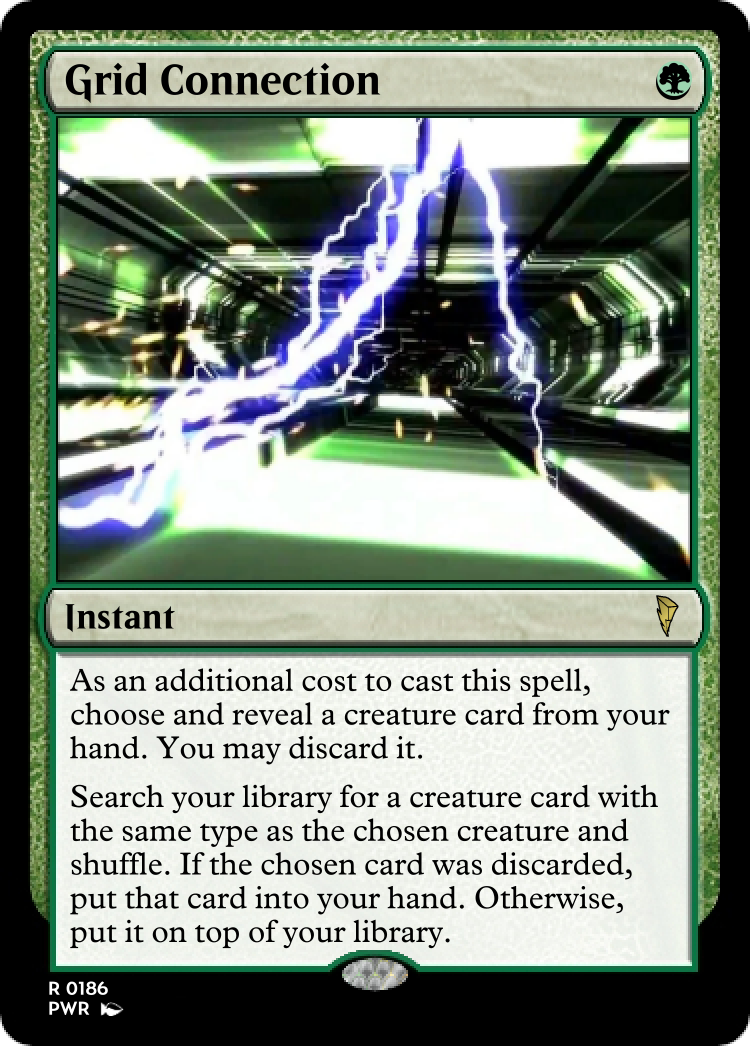 Grid Connection
Instant
As an additional cost to cast this spell,
choose and reveal a creature card from your
hand. You may discard it.
Search your library for a creature card with
the same type as the chosen creature and
shuffle. If the chosen card was discarded,
put that card into your hand. Otherwise,
put it on top of your library.
R 0186
PWR